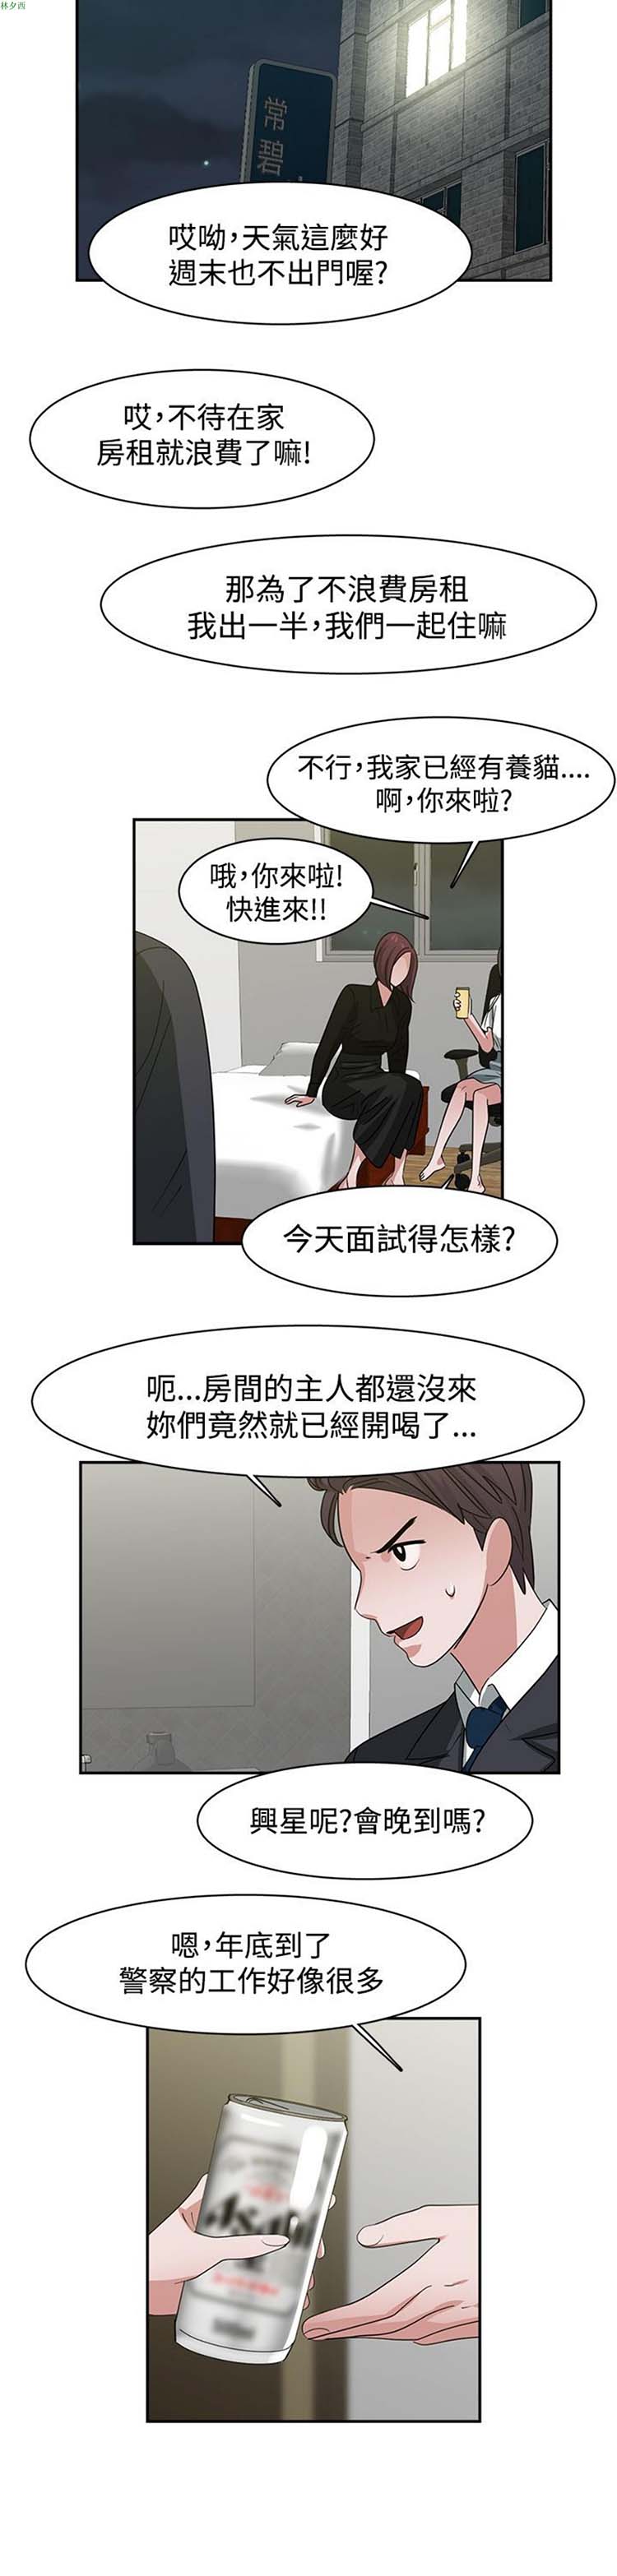 林夕西
常
碧
哎呦，天氣這麼好
週末也不出門喔?
哎，不待在家
房租就浪費了嘛!
那為了不浪費房租
我出一半，我們一起住嘛
不行，我家已經有養貓....
啊，你來啦?
哦，你來啦!
快進來!!
今天面試得怎樣?
呃...房間的主人都還沒來
妳們竟然就已經開喝了...
興星呢?會晚到嗎?
嗯，年底到了
警察的工作好像很多